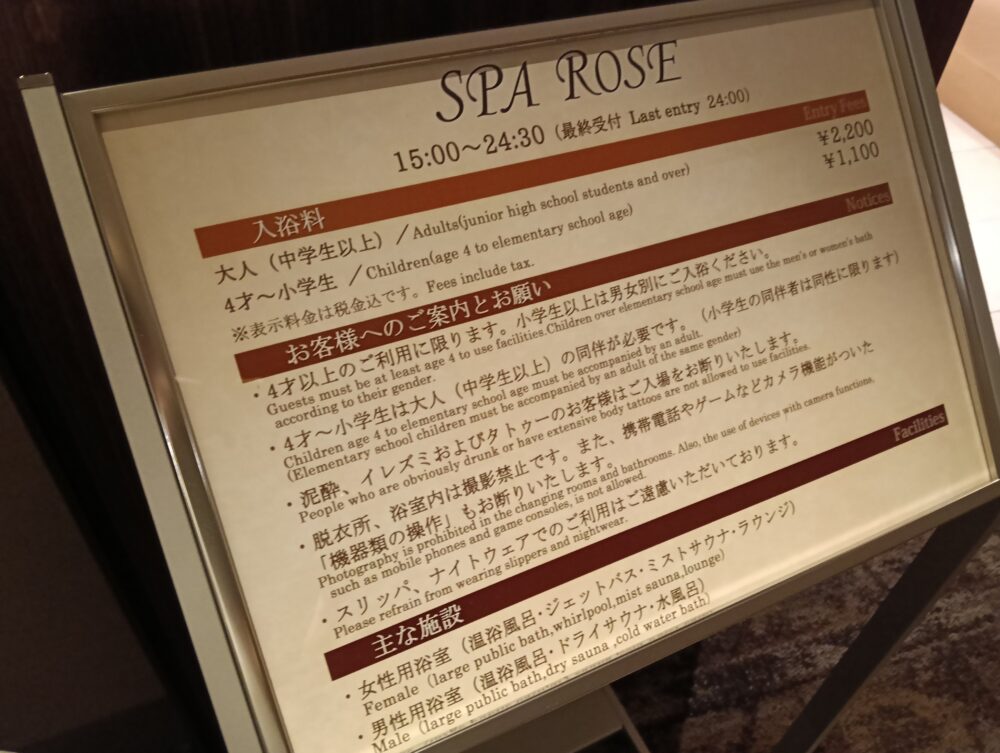 SPA ROSE
15:00～24:30（最終受付 Last entry 24:00）
入浴料 Entry Fees
大人（中学生以上）／Adults(junior high school students and over) ¥2,200
4才～小学生 ／Children(age 4 to elementary school age) ¥1,100
※表示料金は税金込です。Fees include tax.
お客様へのご案内とお願い Notices
・4才以上のご利用に限ります。小学生以上は男女別にご入浴ください。
Guests must be at least age 4 to use facilities.Children over elementary school age must use the men's or women's bath
according to their gender.
・4才～小学生は大人（中学生以上）の同伴が必要です。（小学生の同伴者は同性に限ります）
Children age 4 to elementary school age must be accompanied by an adult.
(Elementary school children must be accompanied by an adult of the same gender)
・泥酔、イレズミおよびタトゥーのお客様はご入場をお断りいたします。
People who are obviously drunk or have extensive body tattoos are not allowed to use facilities.
・脱衣所、浴室内は撮影禁止です。また、携帯電話やゲームなどカメラ機能がついた
「機器類の操作」もお断りいたします。
Photography is prohibited in the changing rooms and bathrooms. Also, the use of devices with camera functions,
such as mobile phones and game consoles, is not allowed.
・スリッパ、ナイトウェアでのご利用はご遠慮いただいております。
Please refrain from wearing slippers and nightwear.
主な施設 Facilities
・女性用浴室（温浴風呂・ジェットバス・ミストサウナ・ラウンジ）
Female（large public bath,whirlpool,mist sauna,lounge)
・男性用浴室（温浴風呂・ドライサウナ・水風呂）
Male（large public bath,dry sauna ,cold water bath)